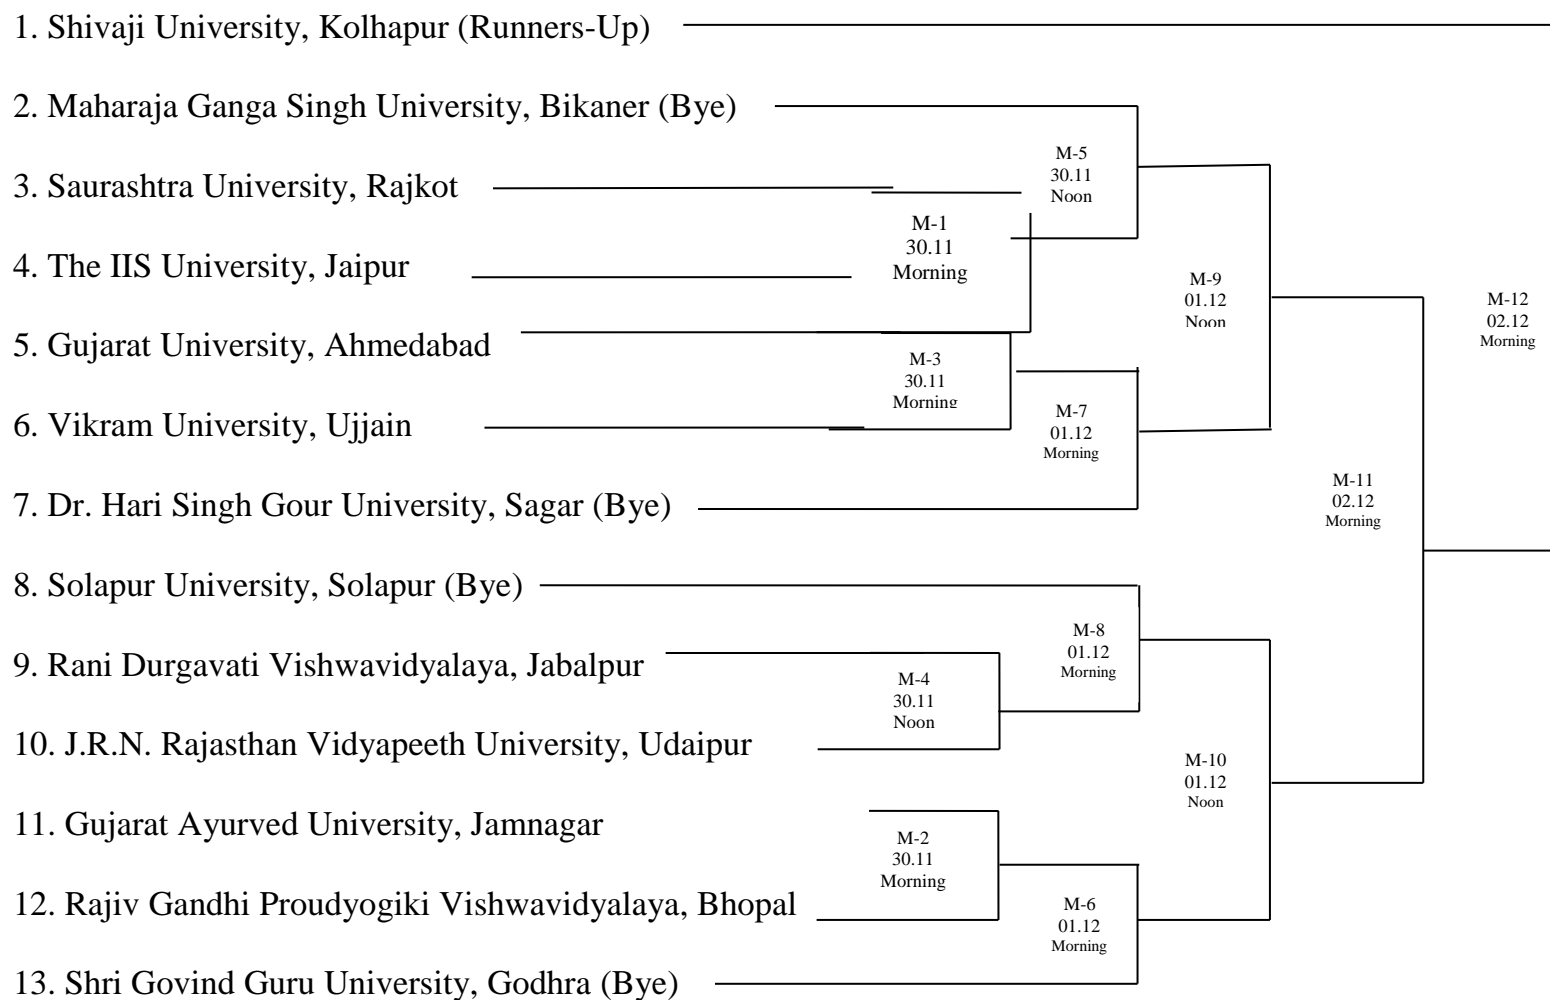 1. Shivaji University, Kolhapur (Runners-Up)
2. Maharaja Ganga Singh University, Bikaner (Bye)
M-5
30.11
Noon
3. Saurashtra University, Rajkot
M-1
30.11
Morning
4. The IIS University, Jaipur
M-9
01.12
Noon
M-12
02.12
Morning
5. Gujarat University, Ahmedabad
M-3
30.11
Morning
6. Vikram University, Ujjain
M-7
01.12
Morning
7. Dr. Hari Singh Gour University, Sagar (Bye)
M-11
02.12
Morning
8. Solapur University, Solapur (Bye)
M-8
01.12
Morning
9. Rani Durgavati Vishwavidyalaya, Jabalpur
M-4
30.11
Noon
10. J.R.N. Rajasthan Vidyapeeth University, Udaipur
M-10
01.12
Noon
11. Gujarat Ayurved University, Jamnagar
M-2
30.11
Morning
12. Rajiv Gandhi Proudyogiki Vishwavidyalaya, Bhopal
M-6
01.12
Morning
13. Shri Govind Guru University, Godhra (Bye)